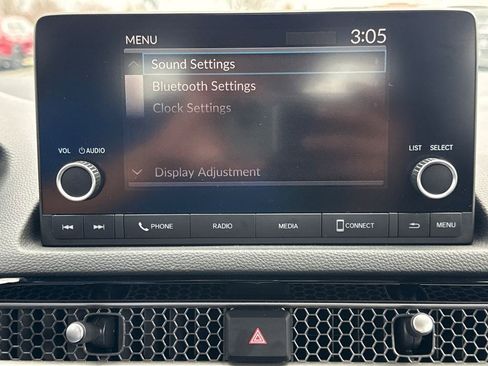 MENU 3:05
Sound Settings
Bluetooth Settings
Clock Settings
Display Adjustment
VOL AUDIO
LIST SELECT
PHONE RADIO MEDIA CONNECT MENU